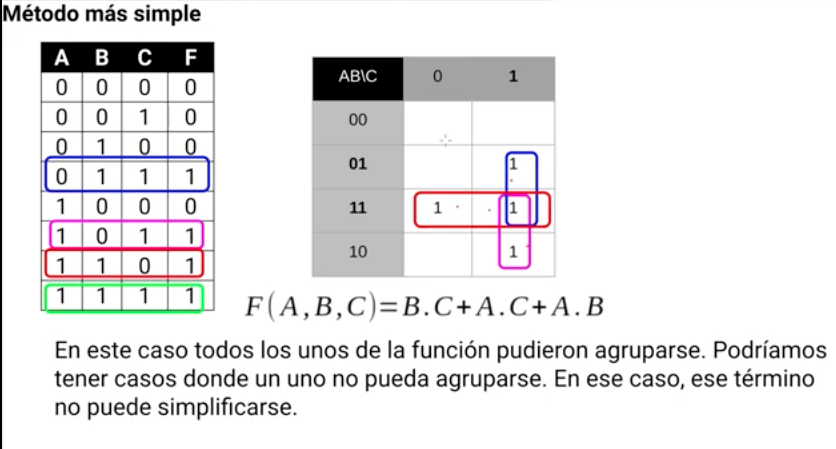 Método más simple
A B C F
0 0 0 0
0 0 1 0
0 1 0 0
0 1 1 1
1 0 0 0
1 0 1 1
1 1 0 1
1 1 1 1
AB\C 0 1
00
01 1
11 1 1
10 1
F(A,B,C)=B.C+A.C+A.B
En este caso todos los unos de la función pudieron agruparse. Podríamos
tener casos donde un uno no pueda agruparse. En ese caso, ese término
no puede simplificarse.